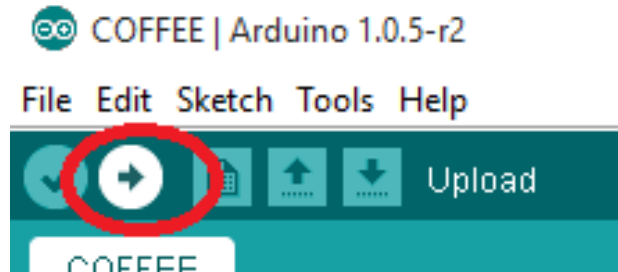 COFFEE | Arduino 1.0.5-r2
File Edit Sketch Tools Help
Upload
COFFEE